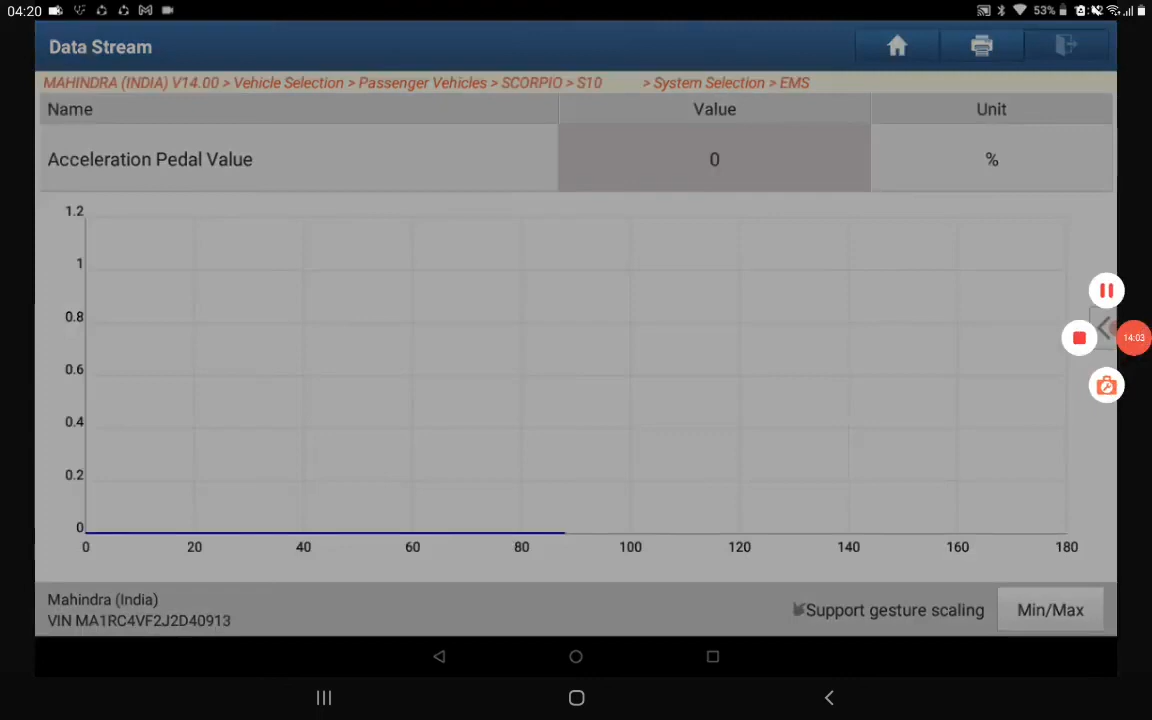 04:20
53%
Data Stream
MAHINDRA (INDIA) V14.00 > Vehicle Selection > Passenger Vehicles > SCORPIO > S10 > System Selection > EMS
Name Value Unit
Acceleration Pedal Value 0 %
1.2
1
0.8
0.6
0.4
0.2
0
0 20 40 60 80 100 120 140 160 180
14:03
Mahindra (India)
VIN MA1RC4VF2J2D40913
Support gesture scaling
Min/Max